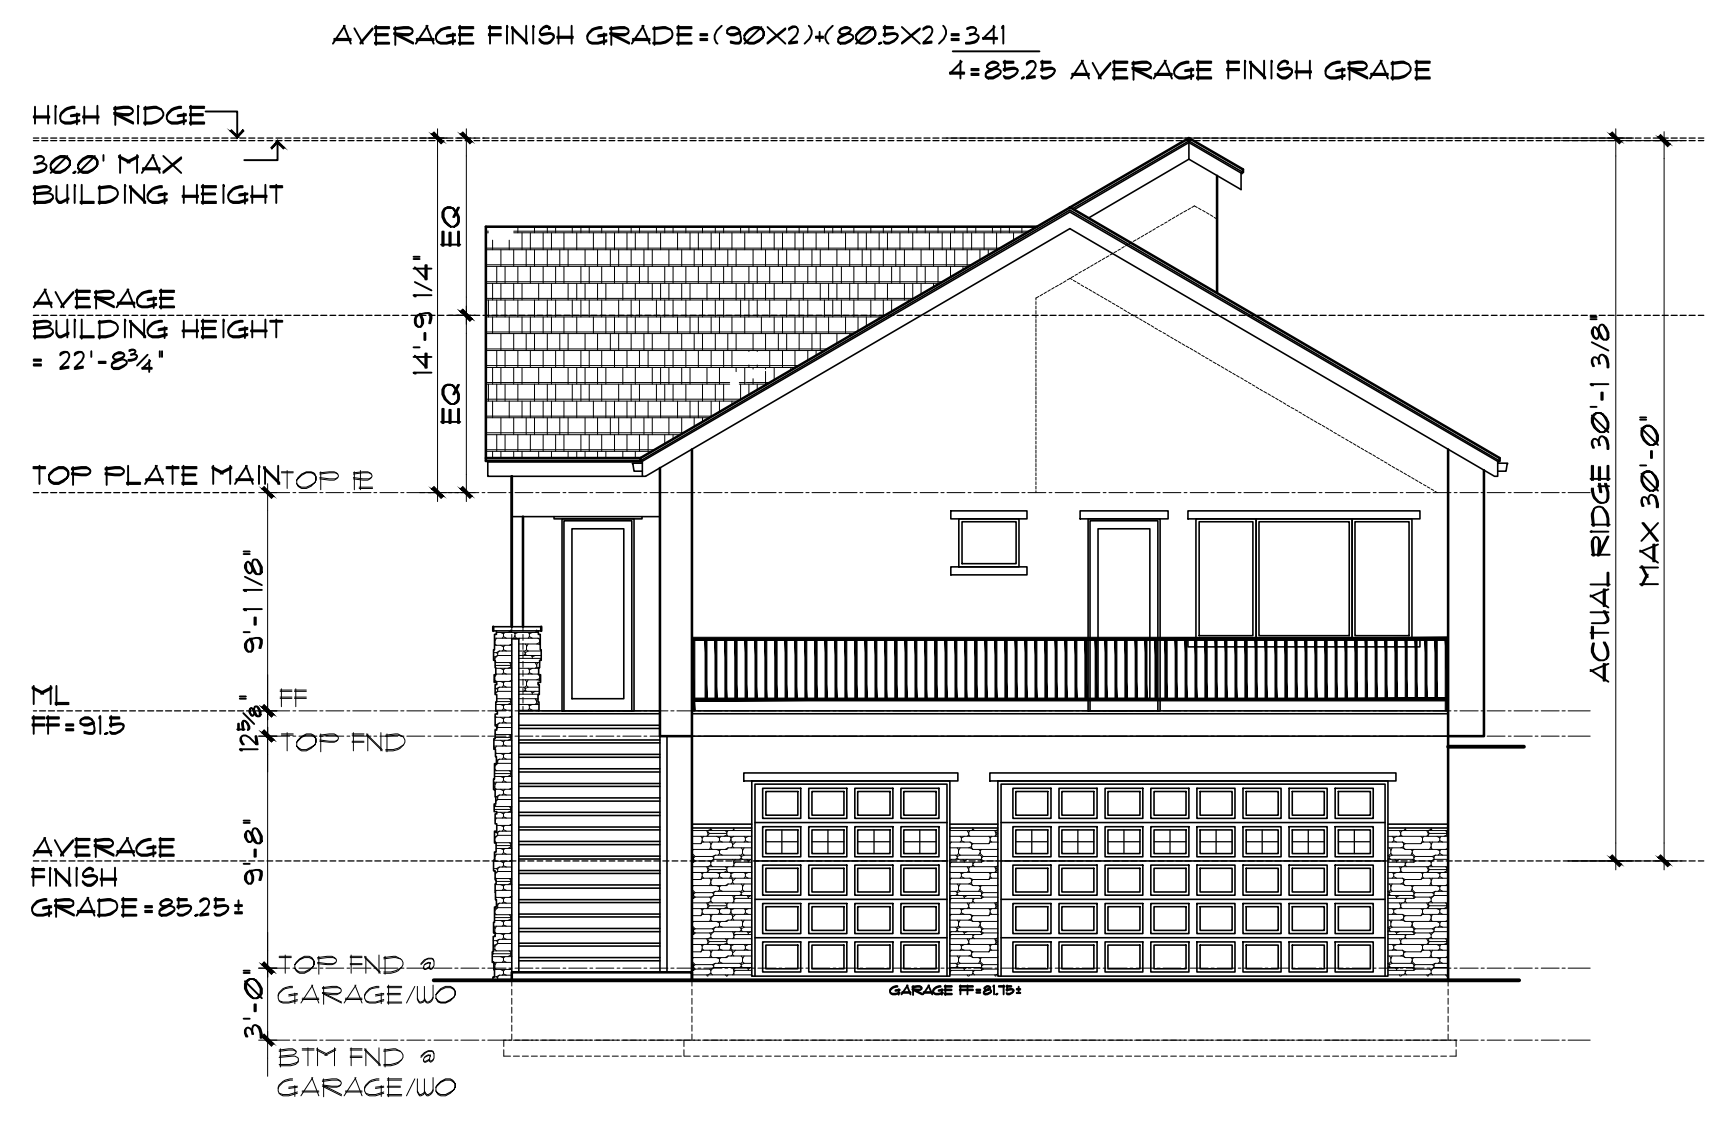 AVERAGE FINISH GRADE=(90X2)+(80.5X2)=341
4=85.25 AVERAGE FINISH GRADE
HIGH RIDGE
30.0' MAX
BUILDING HEIGHT
EQ
14'-9 1/4"
AVERAGE
BUILDING HEIGHT
= 22'-8¾"
EQ
ACTUAL RIDGE 30'-1 3/8"
MAX 30'-0"
TOP PLATE MAIN
TOP PL
9'-1 1/8"
ML
FF=91.5
FF
12 5/8"
TOP FND
AVERAGE
FINISH
GRADE=85.25±
9'-8"
TOP FND @
GARAGE/WO
GARAGE FF=81.75±
3'-0"
BTM FND @
GARAGE/WO